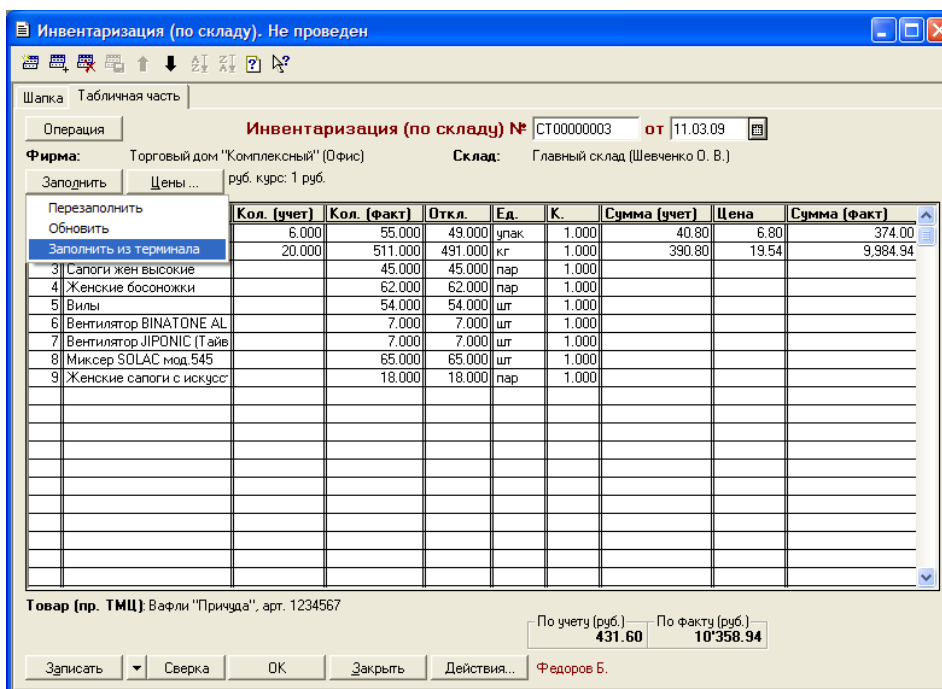 Инвентаризация (по складу). Не проведен
Шапка Табличная часть
Операция Инвентаризация (по складу) № СТ00000003 от 11.03.09
Фирма: Торговый дом "Комплексный" (Офис) Склад: Главный склад (Шевченко О. В.)
Заполнить Цены ... руб. курс: 1 руб.
Перезаполнить
Обновить
Заполнить из терминала
Кол. (учет) Кол. (факт) Откл. Ед. К. Сумма (учет) Цена Сумма (факт)
6.000 55.000 49.000 упак 1.000 40.80 6.80 374.00
20.000 511.000 491.000 кг 1.000 390.80 19.54 9,984.94
3 Сапоги жен высокие 45.000 45.000 пар 1.000
4 Женские босоножки 62.000 62.000 пар 1.000
5 Вилы 54.000 54.000 шт 1.000
6 Вентилятор BINATONE AL 7.000 7.000 шт 1.000
7 Вентилятор JIPONIC (Тайв 7.000 7.000 шт 1.000
8 Миксер SOLAC мод.545 65.000 65.000 шт 1.000
9 Женские сапоги с искусст 18.000 18.000 пар 1.000
Товар (пр. ТМЦ): Вафли "Причуда", арт. 1234567
По учету (руб.) По факту (руб.)
431.60 10'358.94
Записать Сверка OK Закрыть Действия... Федоров Б.